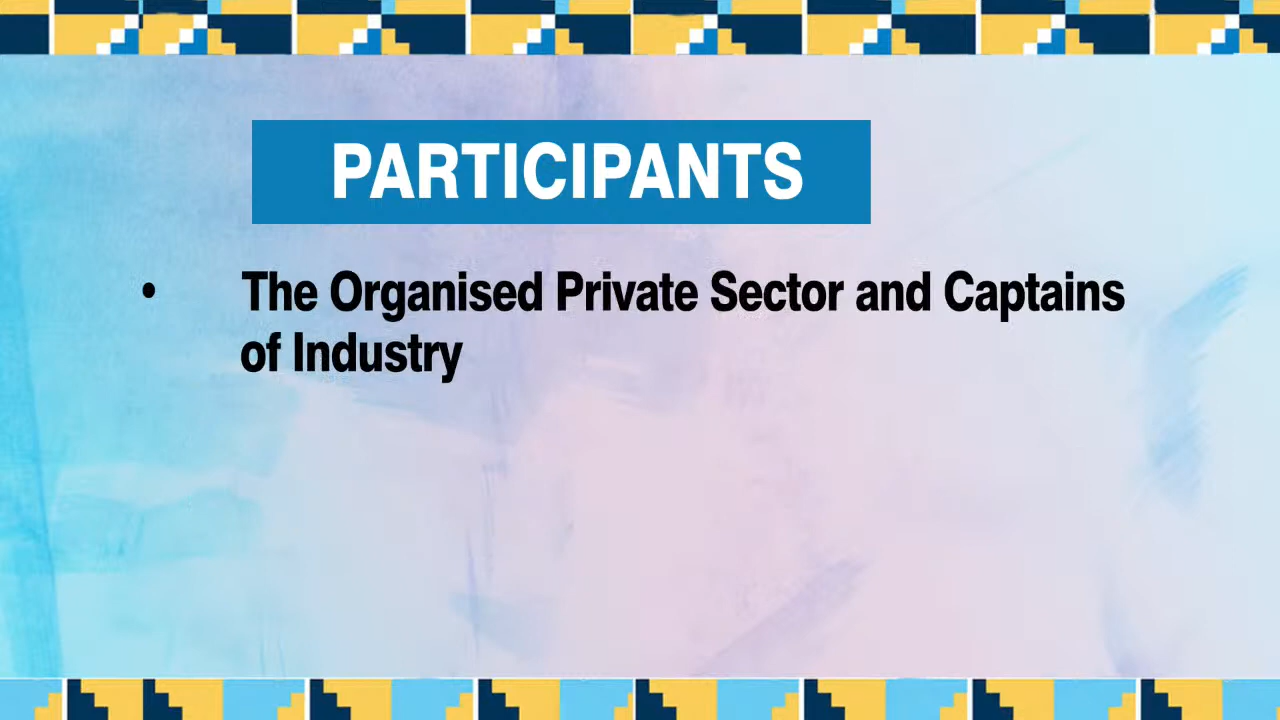 PARTICIPANTS
• The Organised Private Sector and Captains
of Industry